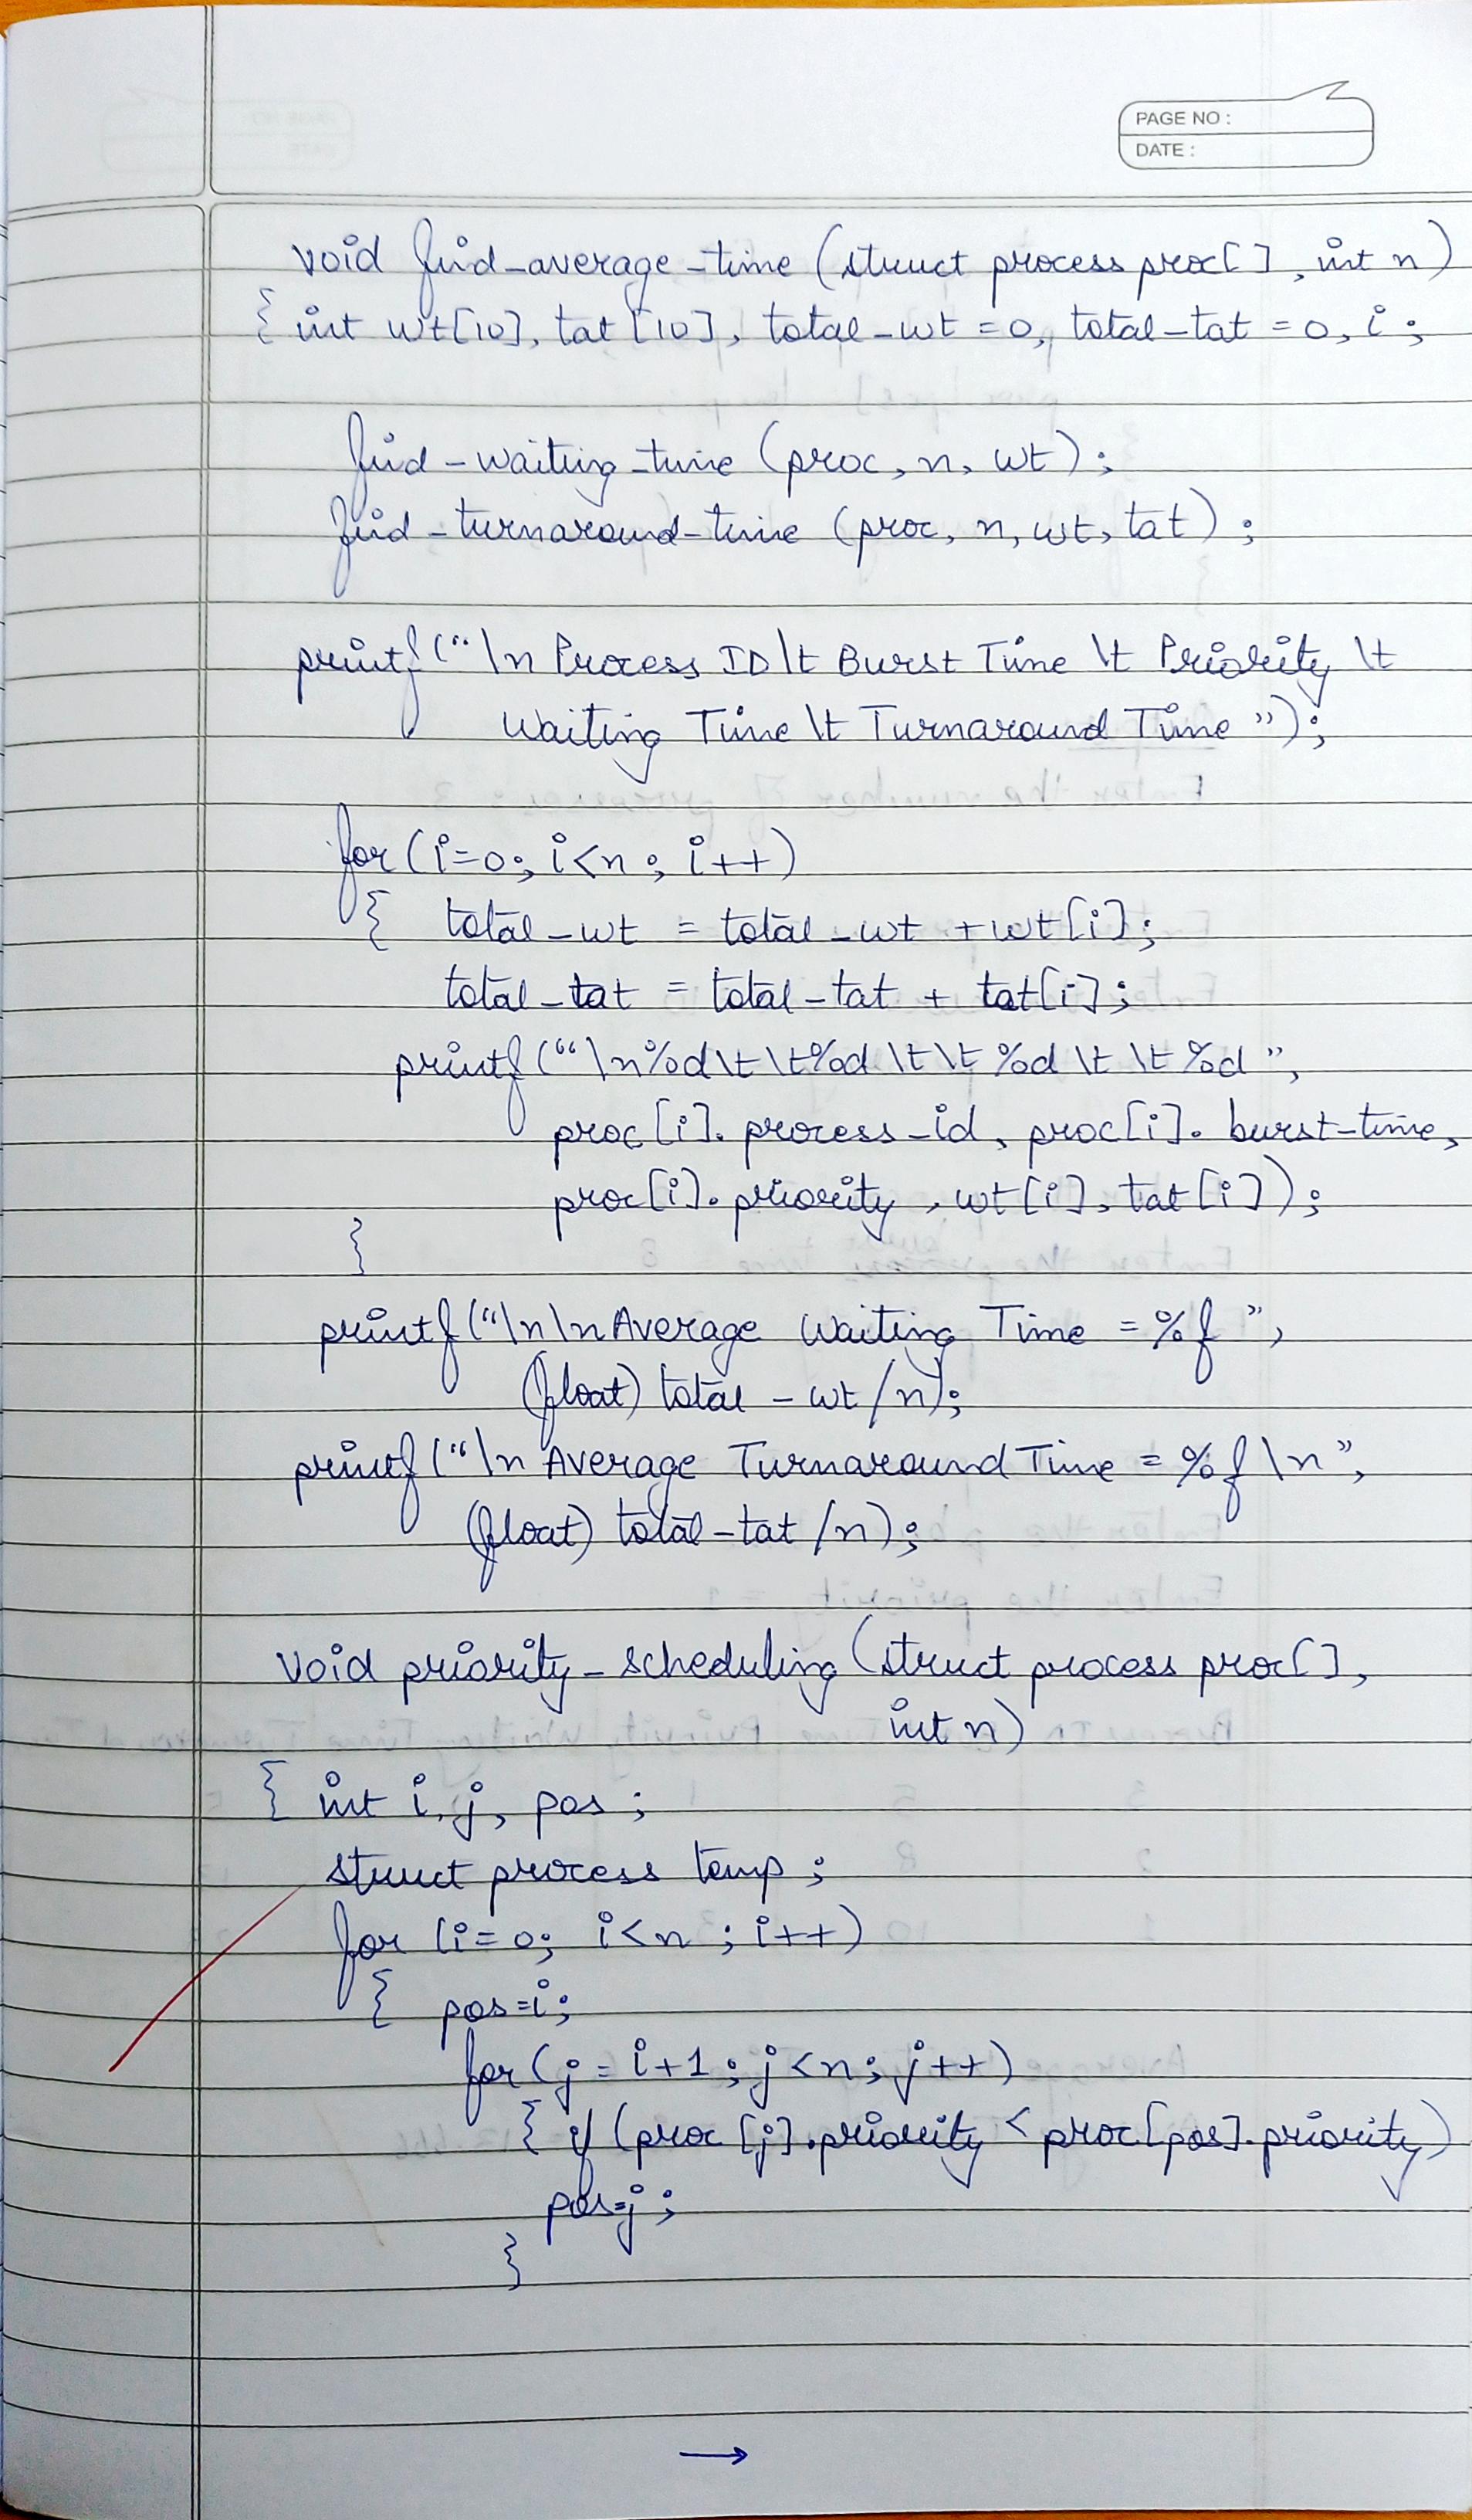 PAGE NO :
DATE :
void find_average_time (struct process proc[], int n)
{ int wt[10], tat[10], total_wt = 0, total_tat = 0, i ;
find_waiting_time (proc, n, wt);
find_turnaround_time (proc, n, wt, tat) ;
printf (“\n Process ID\t Burst Time \t Priority \t
Waiting Time \t Turnaround Time ”);
for (i=0; i<n ; i++)
{ total_wt = total_wt + wt[i];
total_tat = total_tat + tat[i];
printf (“\n%d\t\t%d\t\t%d\t\t%d”,
proc[i].process_id, proc[i].burst_time,
proc[i].priority, wt[i], tat[i]);
}
printf (“\n\nAverage Waiting Time = %f ”,
(float) total_wt/n);
printf (“\n Average Turnaround Time = %f \n”,
(float) total_tat/n);
void priority_scheduling (struct process proc[],
int n)
{ int i, j, pos ;
struct process temp ;
for (i=0; i<n ; i++)
{ pos=i;
for (j = i+1; j<n; j++)
{ if (proc[j].priority < proc[pos].priority)
pos=j ;
}
→